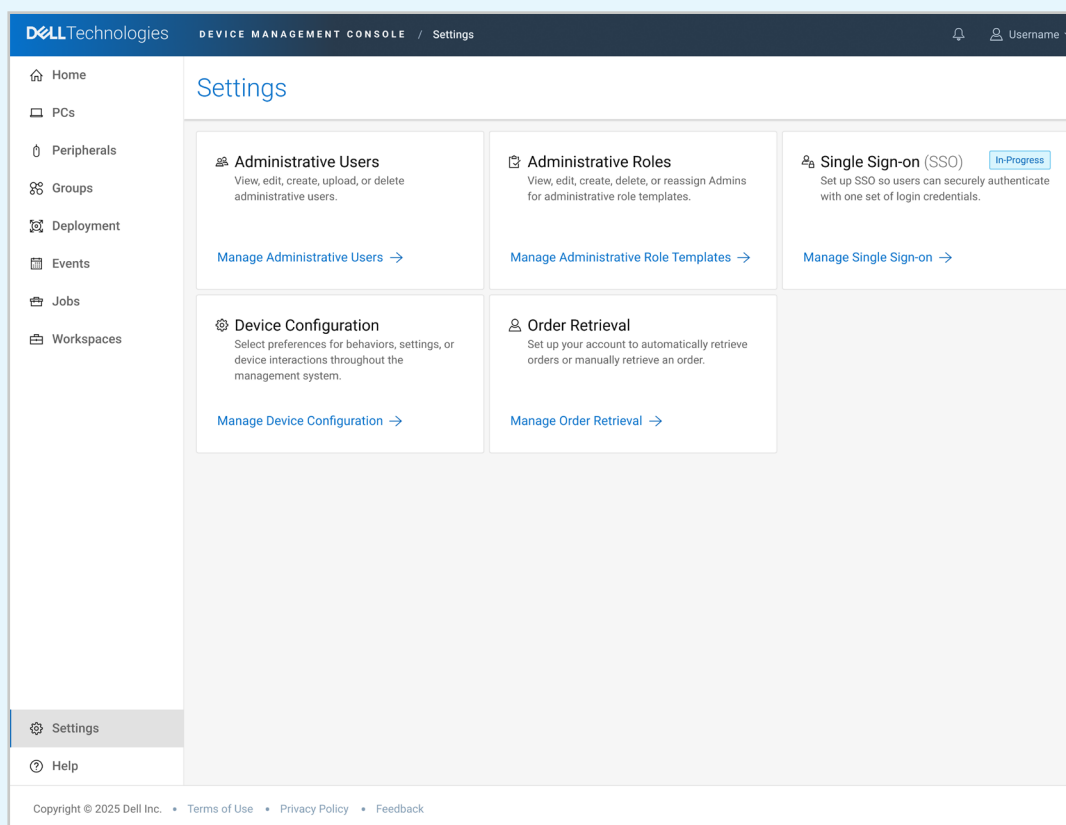 DELLTechnologies DEVICE MANAGEMENT CONSOLE / Settings Username
Home
PCs
Peripherals
Groups
Deployment
Events
Jobs
Workspaces
Settings
Help
Settings
Administrative Users
View, edit, create, upload, or delete
administrative users.
Manage Administrative Users →
Administrative Roles
View, edit, create, delete, or reassign Admins
for administrative role templates.
Manage Administrative Role Templates →
Single Sign-on (SSO) In-Progress
Set up SSO so users can securely authenticate
with one set of login credentials.
Manage Single Sign-on →
Device Configuration
Select preferences for behaviors, settings, or
device interactions throughout the
management system.
Manage Device Configuration →
Order Retrieval
Set up your account to automatically retrieve
orders or manually retrieve an order.
Manage Order Retrieval →
Copyright © 2025 Dell Inc. • Terms of Use • Privacy Policy • Feedback